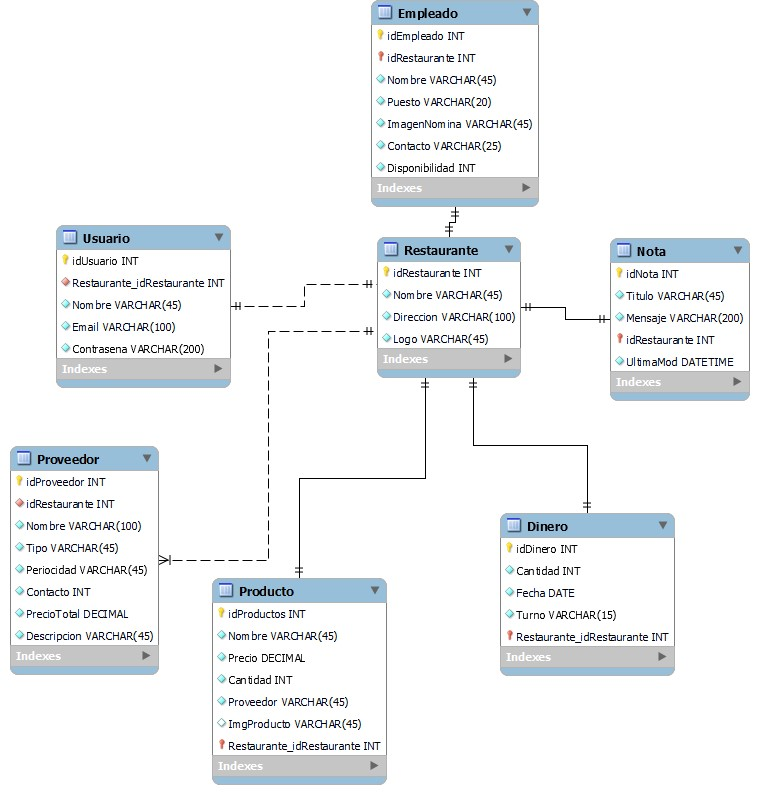 Empleado
idEmpleado INT
idRestaurante INT
Nombre VARCHAR(45)
Puesto VARCHAR(20)
ImagenNomina VARCHAR(45)
Contacto VARCHAR(25)
Disponibilidad INT
Indexes
Usuario
idUsuario INT
Restaurante_idRestaurante INT
Nombre VARCHAR(45)
Email VARCHAR(100)
Contrasena VARCHAR(200)
Indexes
Restaurante
idRestaurante INT
Nombre VARCHAR(45)
Direccion VARCHAR(100)
Logo VARCHAR(45)
Indexes
Nota
idNota INT
Titulo VARCHAR(45)
Mensaje VARCHAR(200)
idRestaurante INT
UltimaMod DATETIME
Indexes
Proveedor
idProveedor INT
idRestaurante INT
Nombre VARCHAR(100)
Tipo VARCHAR(45)
Periocidad VARCHAR(45)
Contacto INT
PrecioTotal DECIMAL
Descripcion VARCHAR(45)
Indexes
Producto
idProductos INT
Nombre VARCHAR(45)
Precio DECIMAL
Cantidad INT
Proveedor VARCHAR(45)
ImgProducto VARCHAR(45)
Restaurante_idRestaurante INT
Indexes
Dinero
idDinero INT
Cantidad INT
Fecha DATE
Turno VARCHAR(15)
Restaurante_idRestaurante INT
Indexes